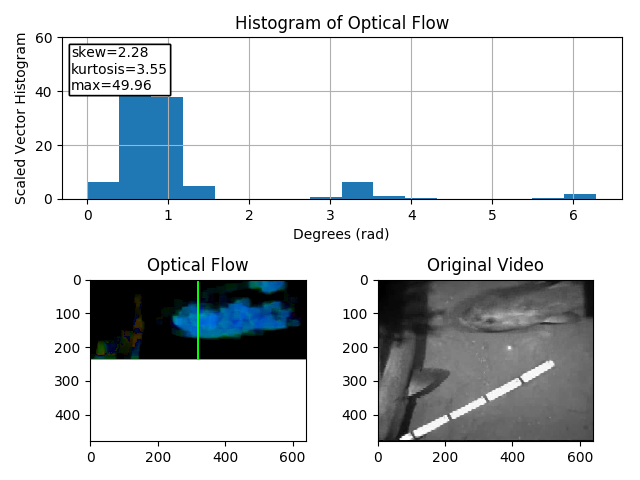 Histogram of Optical Flow
Scaled Vector Histogram
60
40
20
0
skew=2.28
kurtosis=3.55
max=49.96
0 1 2 3 4 5 6
Degrees (rad)
Optical Flow
0
100
200
300
400
0 200 400 600
Original Video
0
100
200
300
400
0 200 400 600